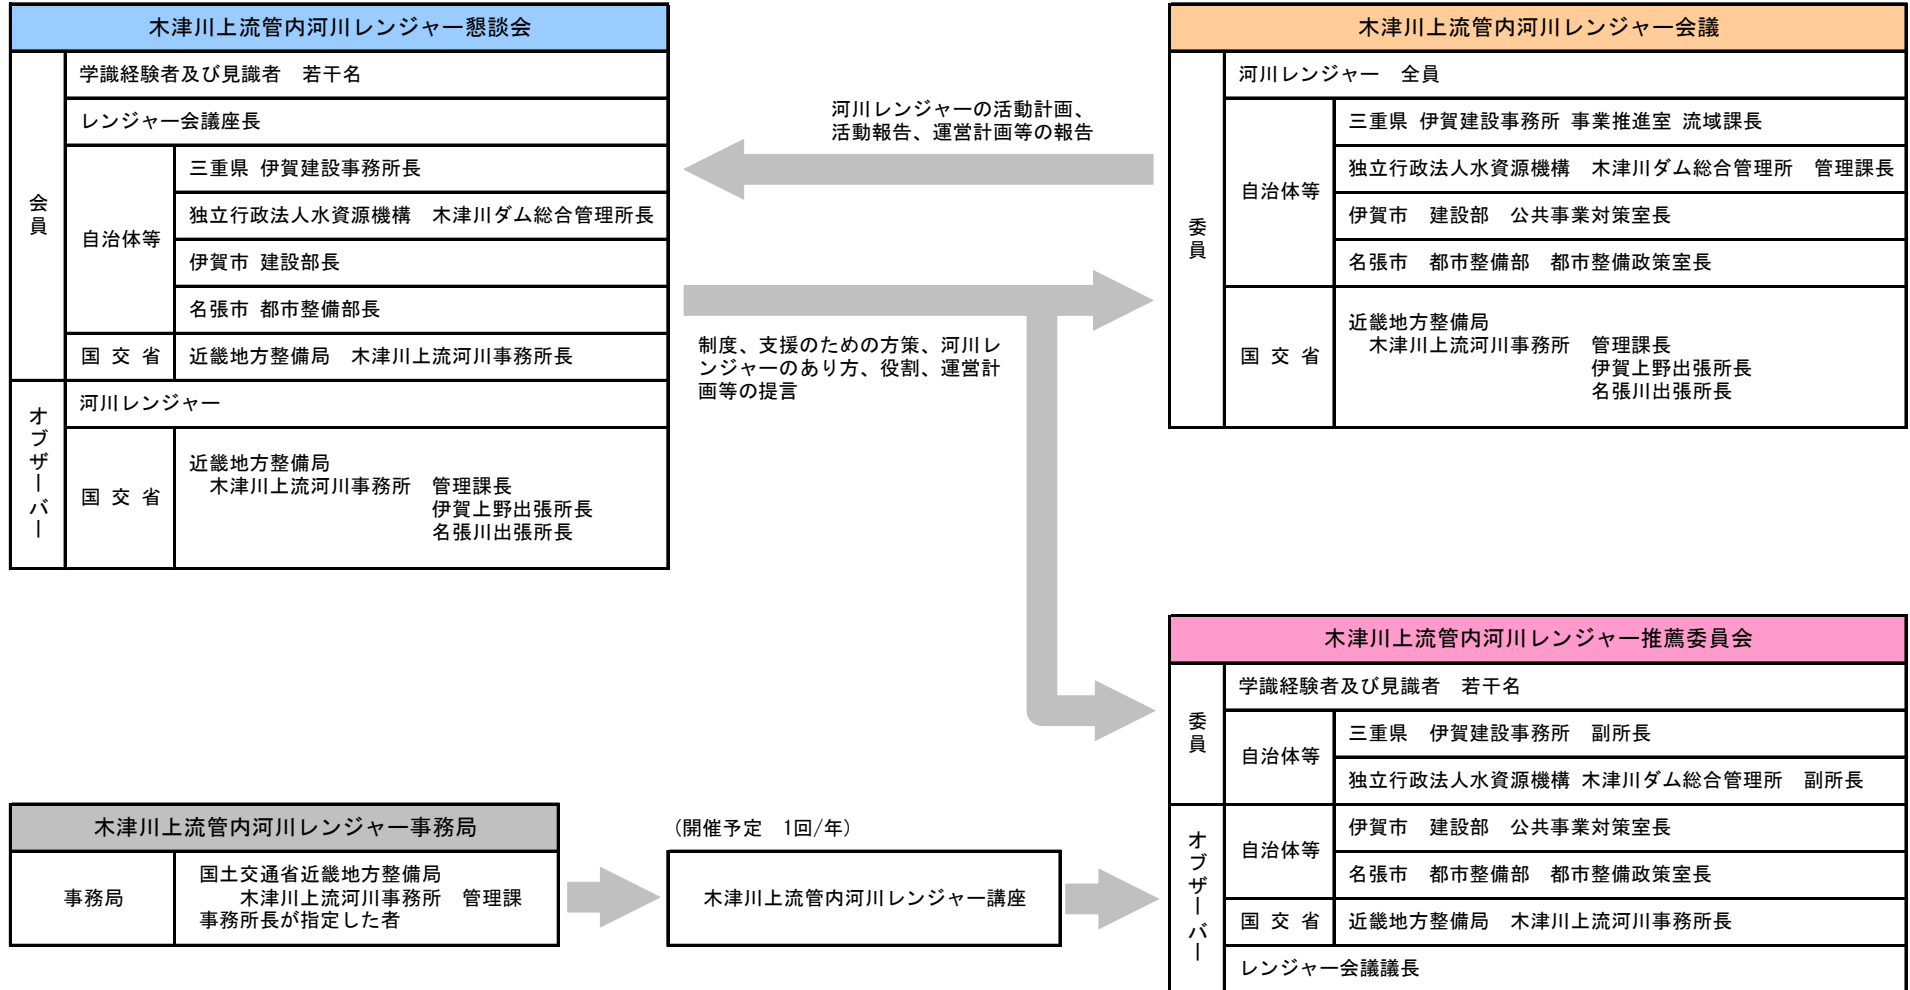 木津川上流管内河川レンジャー懇談会
会員
学識経験者及び見識者　若干名
レンジャー会議座長
自治体等
三重県 伊賀建設事務所長
独立行政法人水資源機構　木津川ダム総合管理所長
伊賀市 建設部長
名張市 都市整備部長
国 交 省
近畿地方整備局　木津川上流河川事務所長
オブザーバー
河川レンジャー
国 交 省
近畿地方整備局
木津川上流河川事務所　管理課長
伊賀上野出張所長
名張川出張所長
河川レンジャーの活動計画、
活動報告、運営計画等の報告
制度、支援のための方策、河川レ
ンジャーのあり方、役割、運営計
画等の提言
木津川上流管内河川レンジャー会議
委員
河川レンジャー　全員
自治体等
三重県 伊賀建設事務所 事業推進室 流域課長
独立行政法人水資源機構　木津川ダム総合管理所　管理課長
伊賀市　建設部　公共事業対策室長
名張市　都市整備部　都市整備政策室長
国 交 省
近畿地方整備局
木津川上流河川事務所　管理課長
伊賀上野出張所長
名張川出張所長
木津川上流管内河川レンジャー推薦委員会
委員
学識経験者及び見識者　若干名
自治体等
三重県　伊賀建設事務所　副所長
独立行政法人水資源機構 木津川ダム総合管理所　副所長
オブザーバー
自治体等
伊賀市　建設部　公共事業対策室長
名張市　都市整備部　都市整備政策室長
国 交 省
近畿地方整備局　木津川上流河川事務所長
レンジャー会議議長
木津川上流管内河川レンジャー事務局
事務局
国土交通省近畿地方整備局
木津川上流河川事務所　管理課
事務所長が指定した者
(開催予定　1回/年)
木津川上流管内河川レンジャー講座